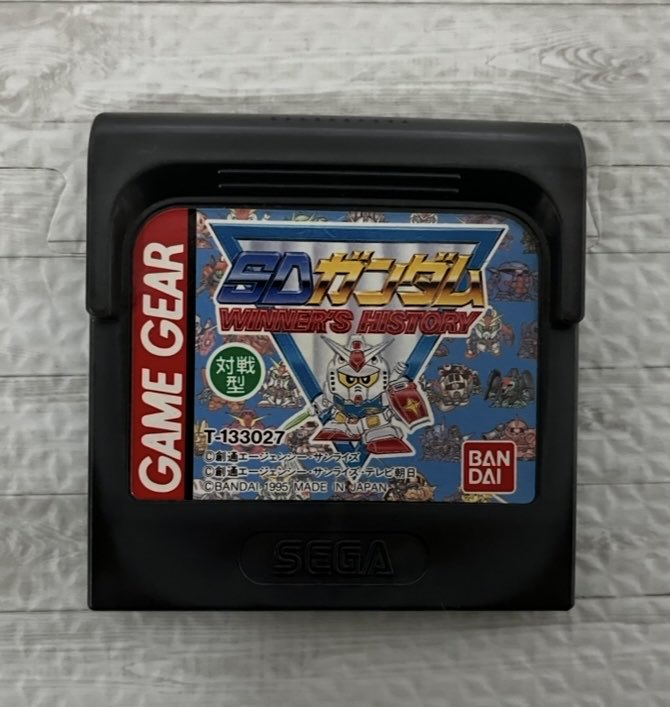 GAME GEAR
SDガンダム
WINNER'S HISTORY
対戦
型
T-133027
©創通エージェンシー・サンライズ
©創通エージェンシー・サンライズ・テレビ朝日
©BANDAI 1995 MADE IN JAPAN
BAN
DAI
SEGA